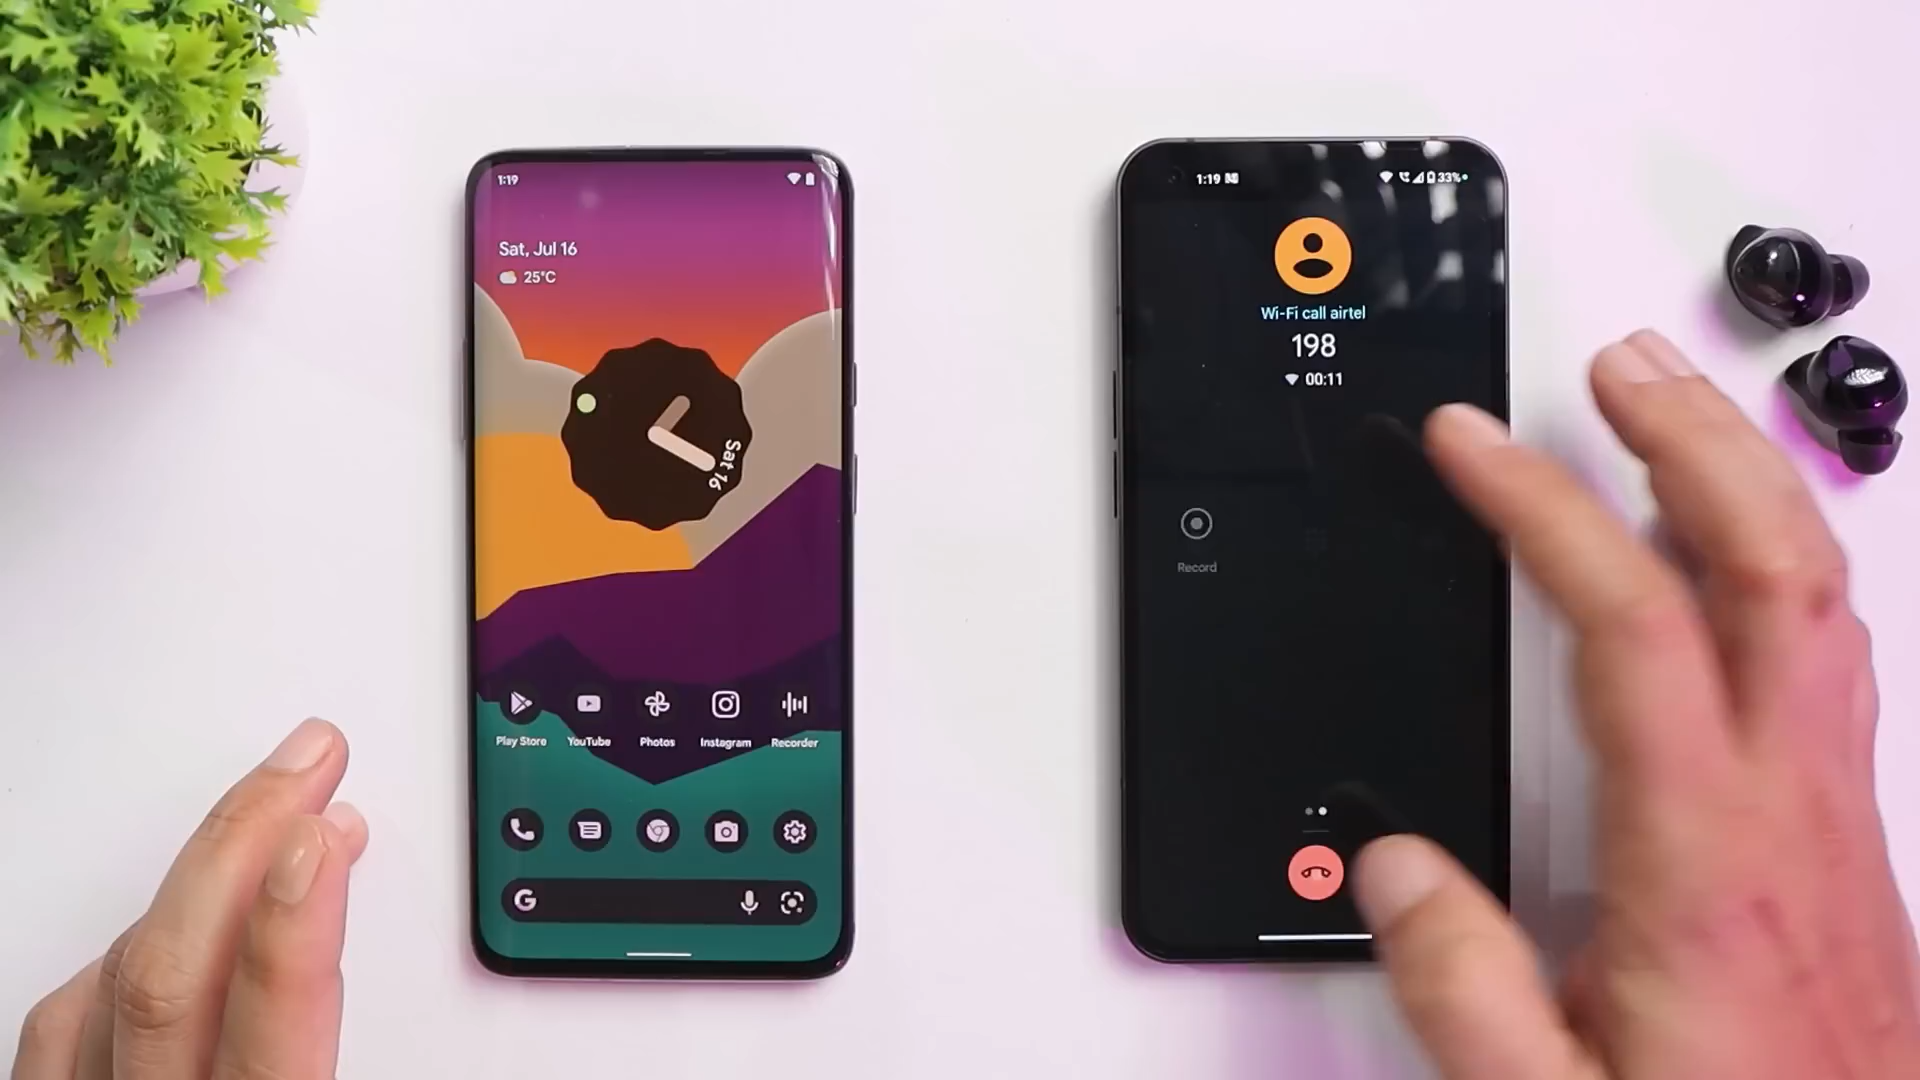 1:19
Sat, Jul 16
25°C
Sat 16
Play Store
YouTube
Photos
Instagram
Recorder
G
1:19
33%
Wi-Fi call airtel
198
00:11
Record